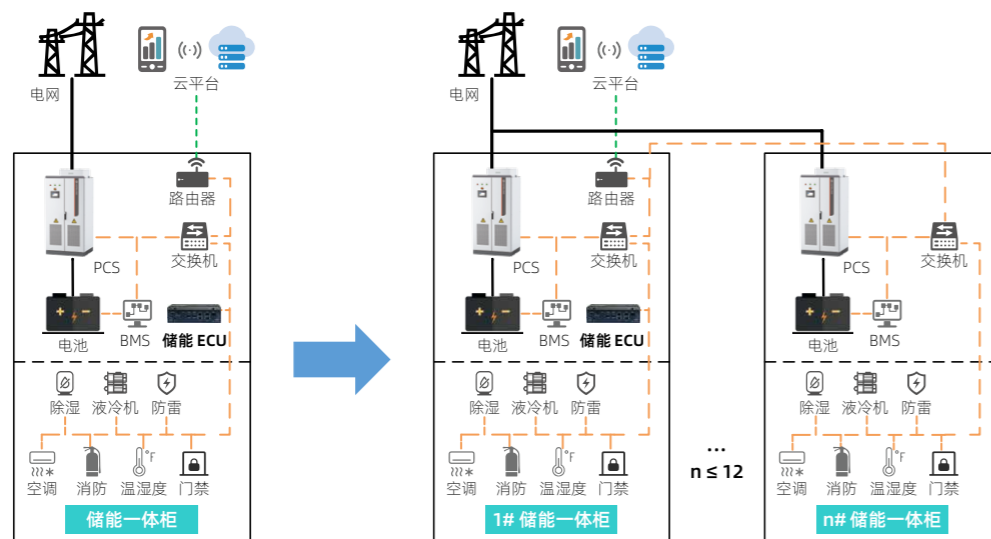 电网
云平台
路由器
PCS
交换机
电池
BMS
储能 ECU
除湿
液冷机
防雷
°F
空调
消防
温湿度
门禁
储能一体柜
电网
云平台
路由器
PCS
交换机
电池
BMS
储能 ECU
除湿
液冷机
防雷
°F
空调
消防
温湿度
门禁
1# 储能一体柜
...
n ≤ 12
PCS
交换机
电池
BMS
除湿
液冷机
防雷
°F
空调
消防
温湿度
门禁
n# 储能一体柜